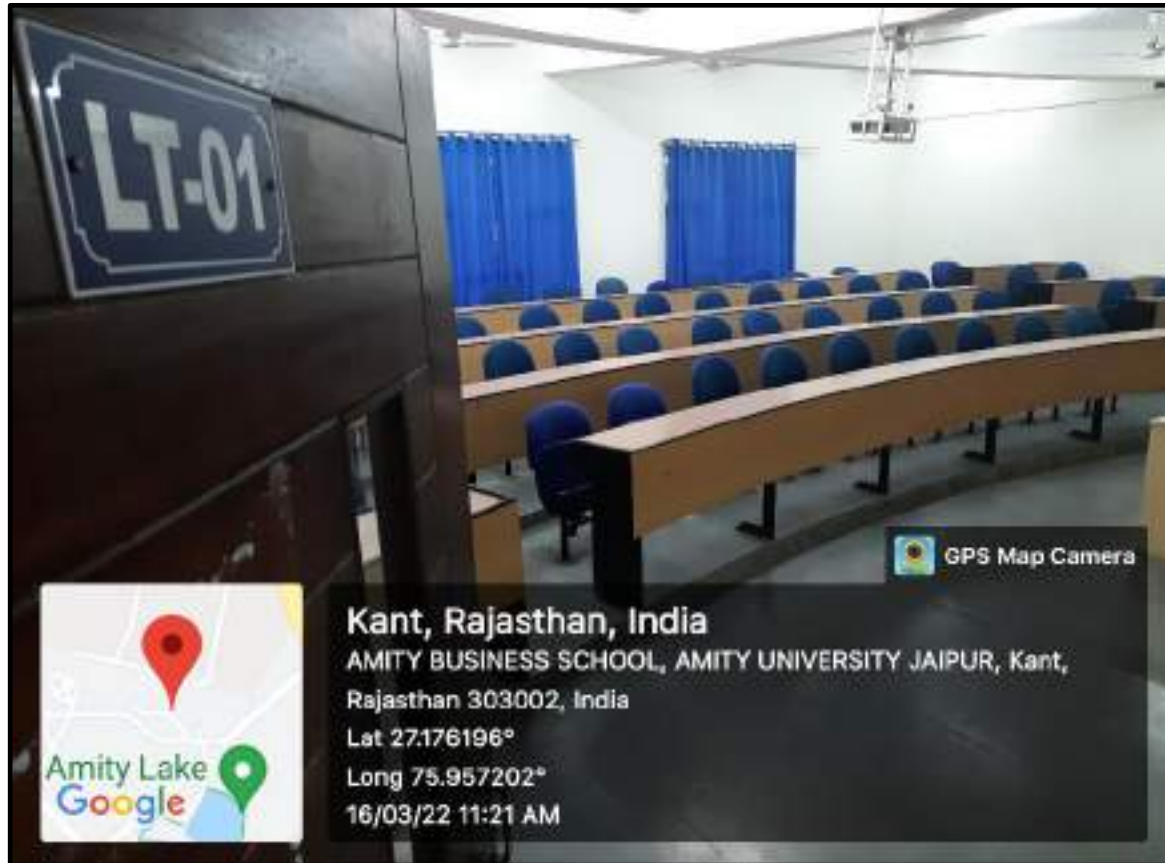 LT-01
GPS Map Camera
Kant, Rajasthan, India
AMITY BUSINESS SCHOOL, AMITY UNIVERSITY JAIPUR, Kant,
Rajasthan 303002, India
Lat 27.176196°
Long 75.957202°
16/03/22 11:21 AM
Amity Lake
Google